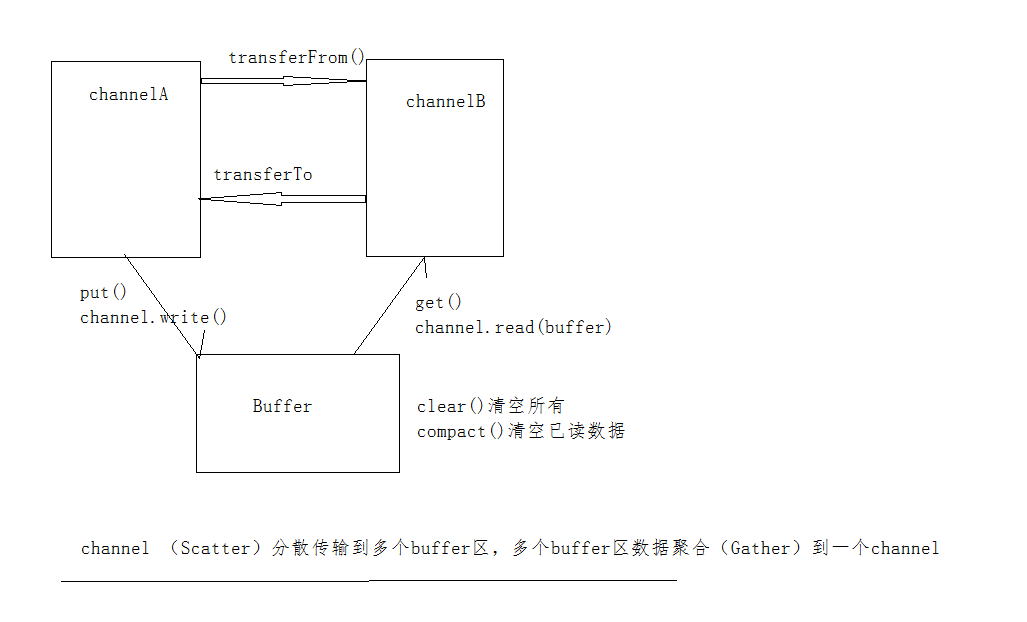 transferFrom()
channelA
channelB
transferTo
put()
channel.write()
get()
channel.read(buffer)
Buffer
clear()清空所有
compact()清空已读数据
channel （Scatter）分散传输到多个buffer区，多个buffer区数据聚合（Gather）到一个channel